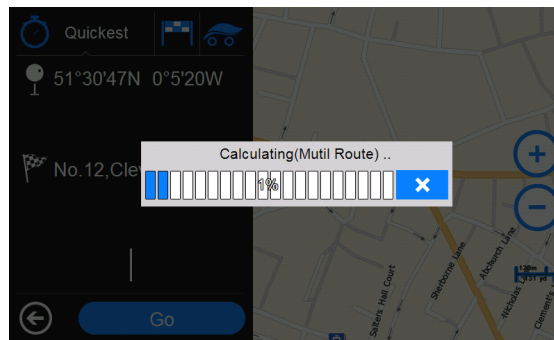 Quickest
51°30'47N 0°5'20W
Calculating(Mutil Route) ..
No.12,Cle
1%
Go
Salters Hall Court
Sherborne Lane
Abchurch Lane
Nicholas
Clement's
120m